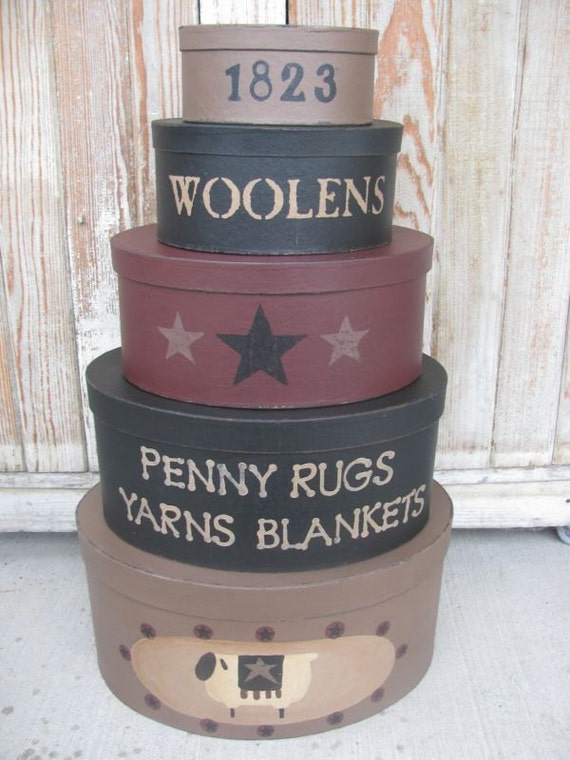 1823
WOOLENS
PENNY RUGS
YARNS BLANKETS